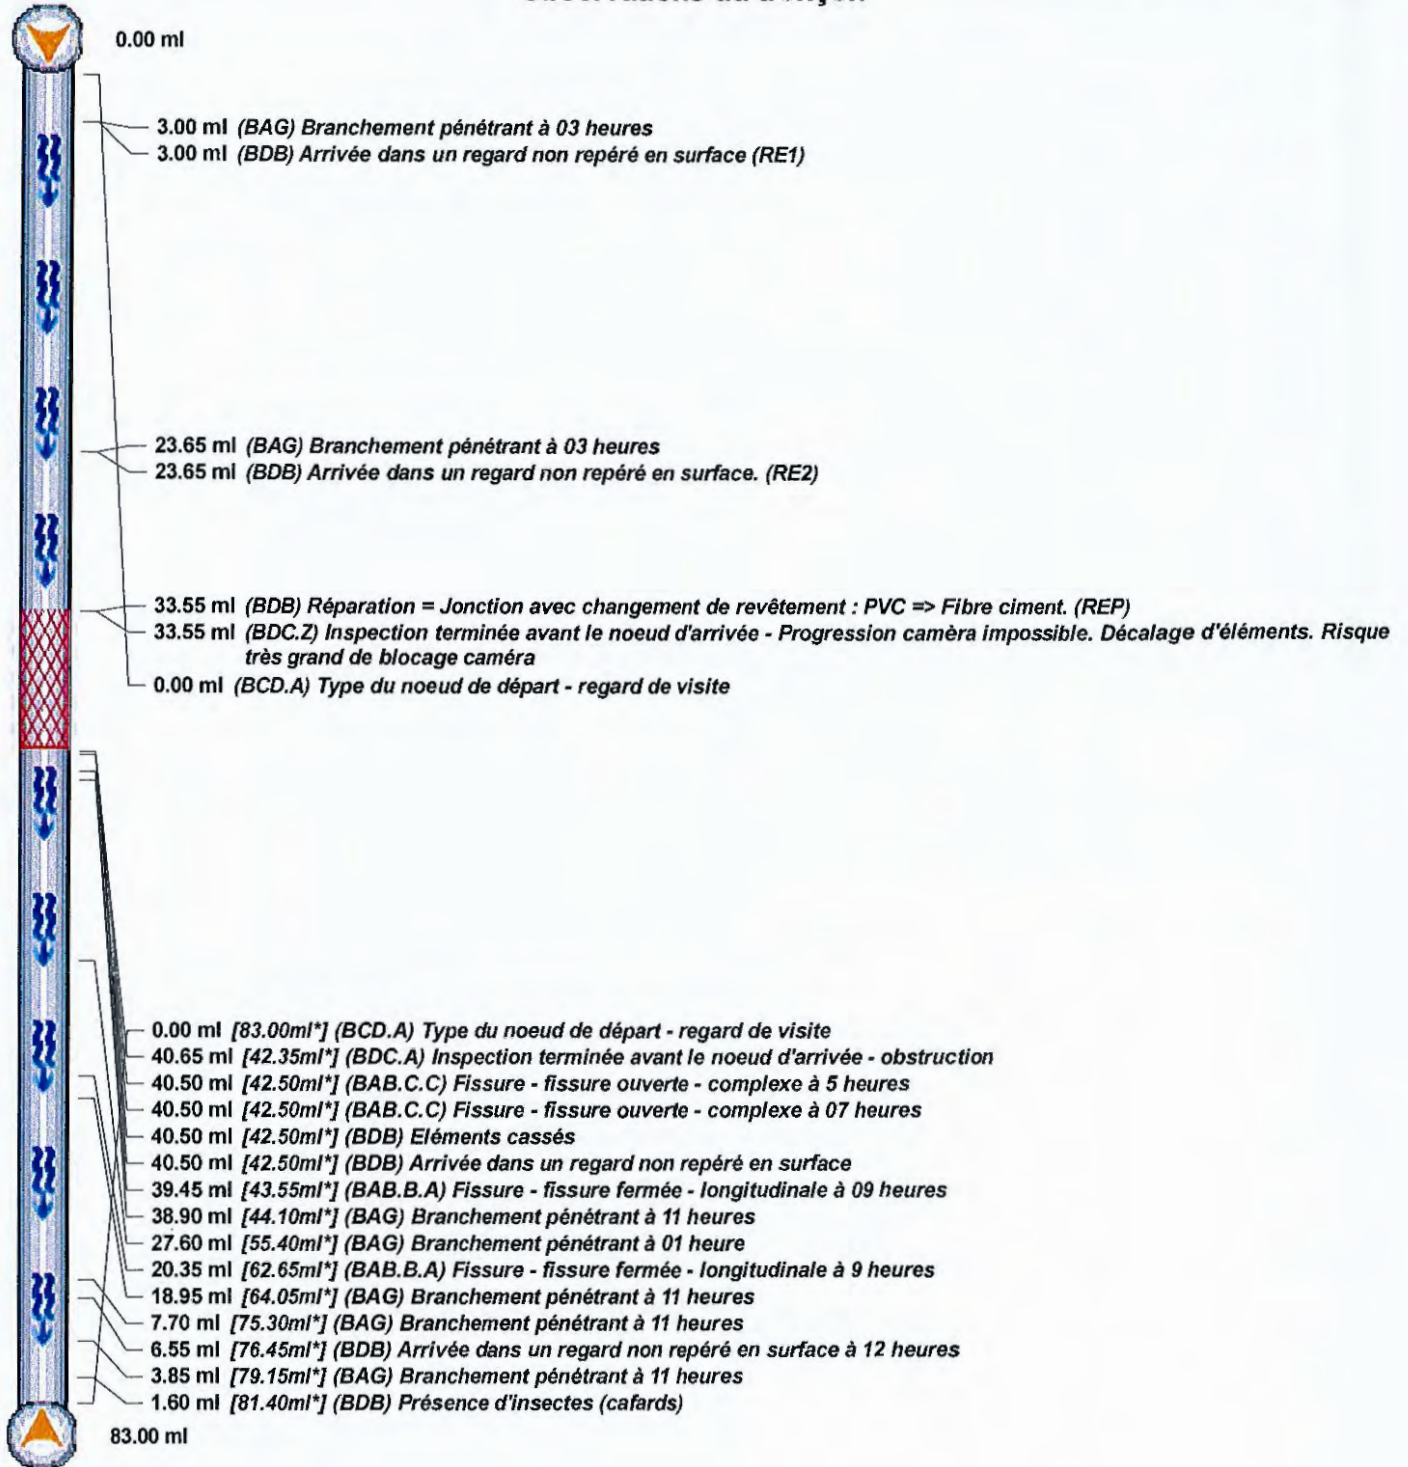 0.00 ml
3.00 ml (BAG) Branchement pénétrant à 03 heures
3.00 ml (BDB) Arrivée dans un regard non repéré en surface (RE1)
23.65 ml (BAG) Branchement pénétrant à 03 heures
23.65 ml (BDB) Arrivée dans un regard non repéré en surface. (RE2)
33.55 ml (BDB) Réparation = Jonction avec changement de revêtement : PVC => Fibre ciment. (REP)
33.55 ml (BDC.Z) Inspection terminée avant le noeud d'arrivée - Progression camèra impossible. Décalage d'éléments. Risque
très grand de blocage caméra
0.00 ml (BCD.A) Type du noeud de départ - regard de visite
0.00 ml [83.00ml*] (BCD.A) Type du noeud de départ - regard de visite
40.65 ml [42.35ml*] (BDC.A) Inspection terminée avant le noeud d'arrivée - obstruction
40.50 ml [42.50ml*] (BAB.C.C) Fissure - fissure ouverte - complexe à 5 heures
40.50 ml [42.50ml*] (BAB.C.C) Fissure - fissure ouverte - complexe à 07 heures
40.50 ml [42.50ml*] (BDB) Eléments cassés
40.50 ml [42.50ml*] (BDB) Arrivée dans un regard non repéré en surface
39.45 ml [43.55ml*] (BAB.B.A) Fissure - fissure fermée - longitudinale à 09 heures
38.90 ml [44.10ml*] (BAG) Branchement pénétrant à 11 heures
27.60 ml [55.40ml*] (BAG) Branchement pénétrant à 01 heure
20.35 ml [62.65ml*] (BAB.B.A) Fissure - fissure fermée - longitudinale à 9 heures
18.95 ml [64.05ml*] (BAG) Branchement pénétrant à 11 heures
7.70 ml [75.30ml*] (BAG) Branchement pénétrant à 11 heures
6.55 ml [76.45ml*] (BDB) Arrivée dans un regard non repéré en surface à 12 heures
3.85 ml [79.15ml*] (BAG) Branchement pénétrant à 11 heures
1.60 ml [81.40ml*] (BDB) Présence d'insectes (cafards)
83.00 ml